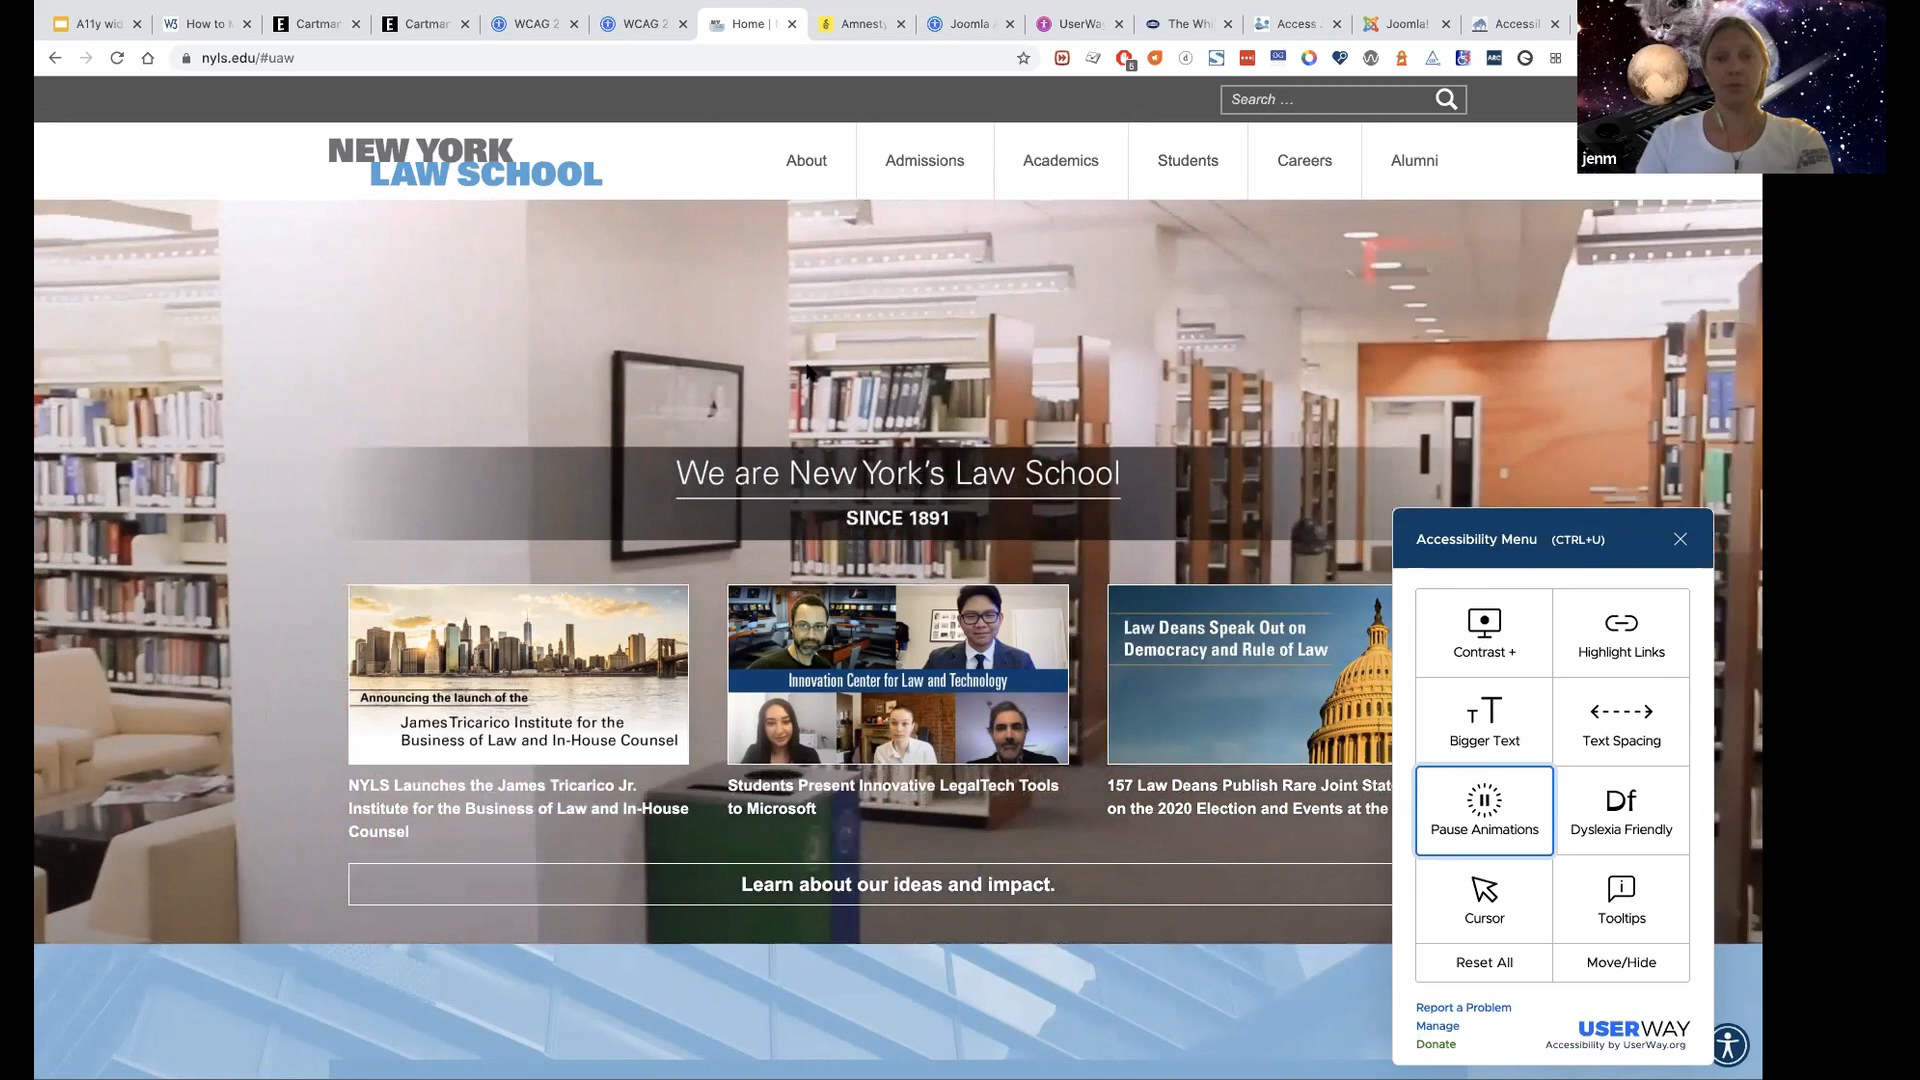 A11y wid
How to M
Cartman
Cartman
WCAG 2
WCAG 2
Home |
Amnest
Joomla A
UserWay
The Whi
Access
Joomla!
Accessil
nyls.edu/#uaw
5
OG
ARC
jenm
Search ...
NEW YORK
LAW SCHOOL
About
Admissions
Academics
Students
Careers
Alumni
We are New York's Law School
SINCE 1891
Announcing the launch of the
James Tricarico Institute for the
Business of Law and In-House Counsel
NYLS Launches the James Tricarico Jr.
Institute for the Business of Law and In-House
Counsel
Innovation Center for Law and Technology
Students Present Innovative LegalTech Tools
to Microsoft
Law Deans Speak Out on
Democracy and Rule of Law
157 Law Deans Publish Rare Joint Stat
on the 2020 Election and Events at the
Learn about our ideas and impact.
Accessibility Menu (CTRL+U)
Contrast +
Highlight Links
TT
Bigger Text
Text Spacing
Pause Animations
Df
Dyslexia Friendly
Cursor
Tooltips
Reset All
Move/Hide
Report a Problem
Manage
Donate
USERWAY
Accessibility by UserWay.org